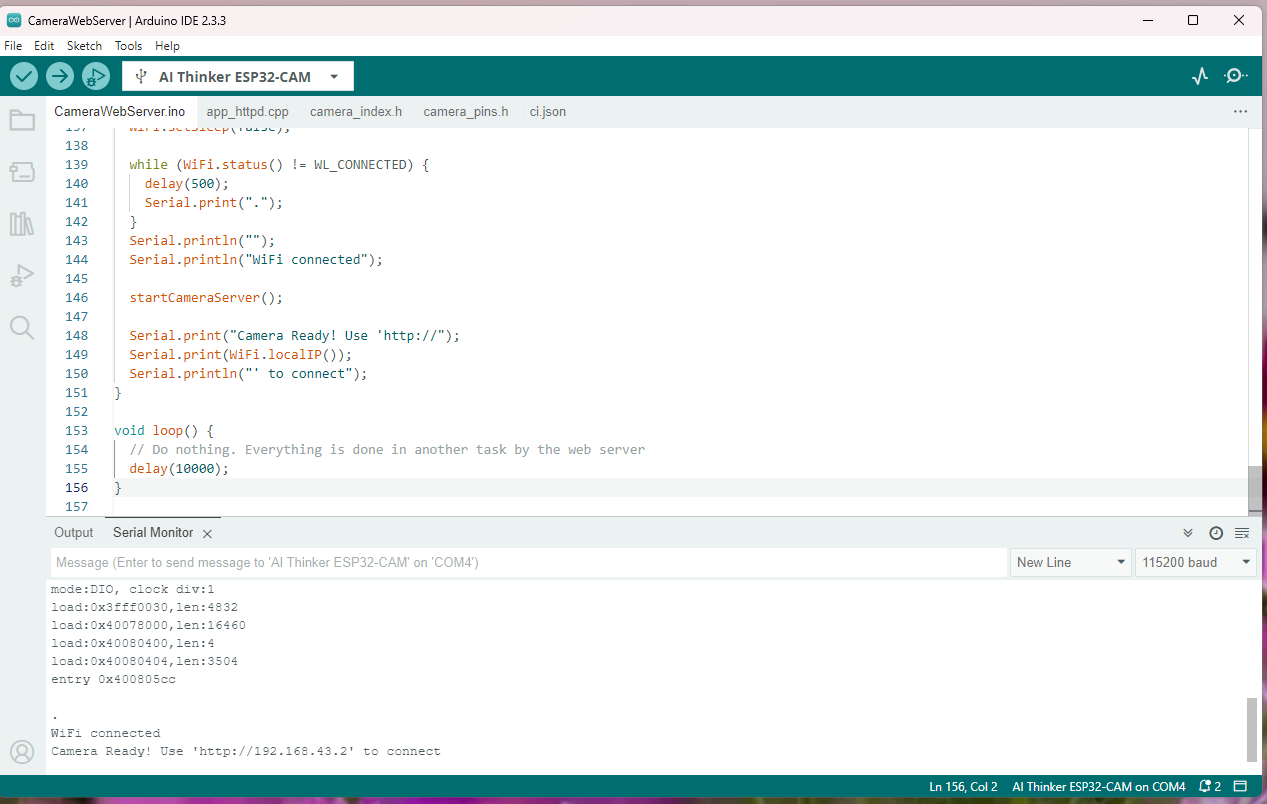 CameraWebServer | Arduino IDE 2.3.3
File Edit Sketch Tools Help
AI Thinker ESP32-CAM
CameraWebServer.ino app_httpd.cpp camera_index.h camera_pins.h ci.json
137 WiFi.setSleep(false);
138
139 while (WiFi.status() != WL_CONNECTED) {
140 delay(500);
141 Serial.print(".");
142 }
143 Serial.println("");
144 Serial.println("WiFi connected");
145
146 startCameraServer();
147
148 Serial.print("Camera Ready! Use 'http://");
149 Serial.print(WiFi.localIP());
150 Serial.println("' to connect");
151 }
152
153 void loop() {
154 // Do nothing. Everything is done in another task by the web server
155 delay(10000);
156 }
157
Output Serial Monitor
Message (Enter to send message to 'AI Thinker ESP32-CAM' on 'COM4') New Line 115200 baud
mode:DIO, clock div:1
load:0x3fff0030,len:4832
load:0x40078000,len:16460
load:0x40080400,len:4
load:0x40080404,len:3504
entry 0x400805cc
.
WiFi connected
Camera Ready! Use 'http://192.168.43.2' to connect
Ln 156, Col 2 AI Thinker ESP32-CAM on COM4 2